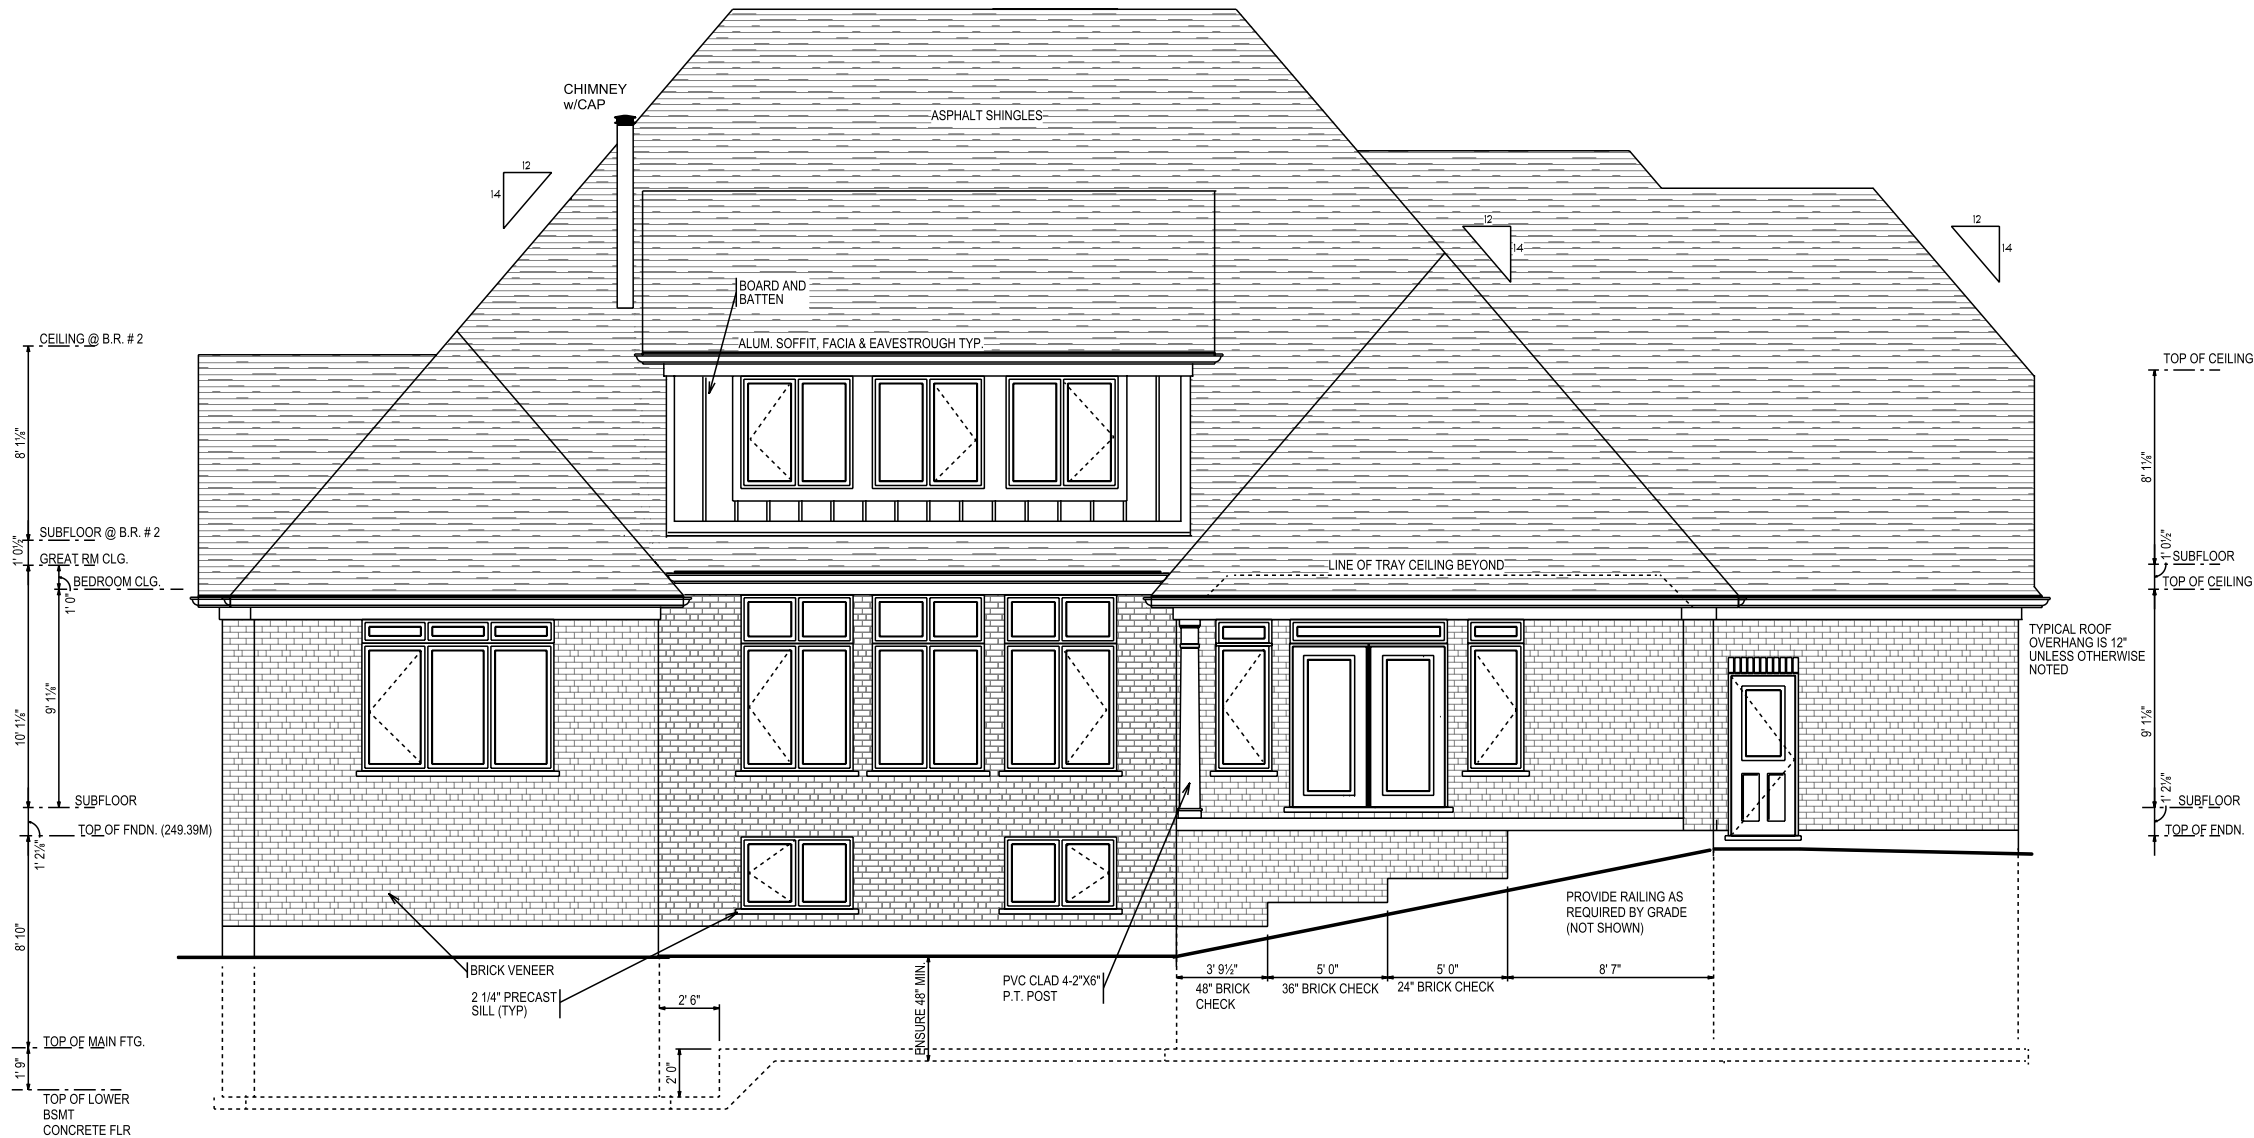 CHIMNEY
w/CAP
ASPHALT SHINGLES
12
14
12
14
12
14
BOARD AND
BATTEN
ALUM. SOFFIT, FACIA & EAVESTROUGH TYP.
CEILING @ B.R. # 2
8' 1⅛"
SUBFLOOR @ B.R. # 2
1' 0½"
GREAT RM CLG.
BEDROOM CLG.
1' 0"
9' 1⅛"
10' 1⅛"
SUBFLOOR
TOP OF FNDN. (249.39M)
1' 2⅛"
8' 10"
TOP OF MAIN FTG.
1' 9"
TOP OF LOWER
BSMT
CONCRETE FLR
LINE OF TRAY CEILING BEYOND
TOP OF CEILING
8' 1⅛"
1' 0½"
SUBFLOOR
TOP OF CEILING
TYPICAL ROOF
OVERHANG IS 12"
UNLESS OTHERWISE
NOTED
9' 1⅛"
1' 2⅛"
SUBFLOOR
TOP OF FNDN.
BRICK VENEER
2 1/4" PRECAST
SILL (TYP)
2' 6"
2' 0"
ENSURE 48" MIN.
PVC CLAD 4-2"X6"
P.T. POST
3' 9½"
48" BRICK
CHECK
5' 0"
36" BRICK CHECK
5' 0"
24" BRICK CHECK
8' 7"
PROVIDE RAILING AS
REQUIRED BY GRADE
(NOT SHOWN)